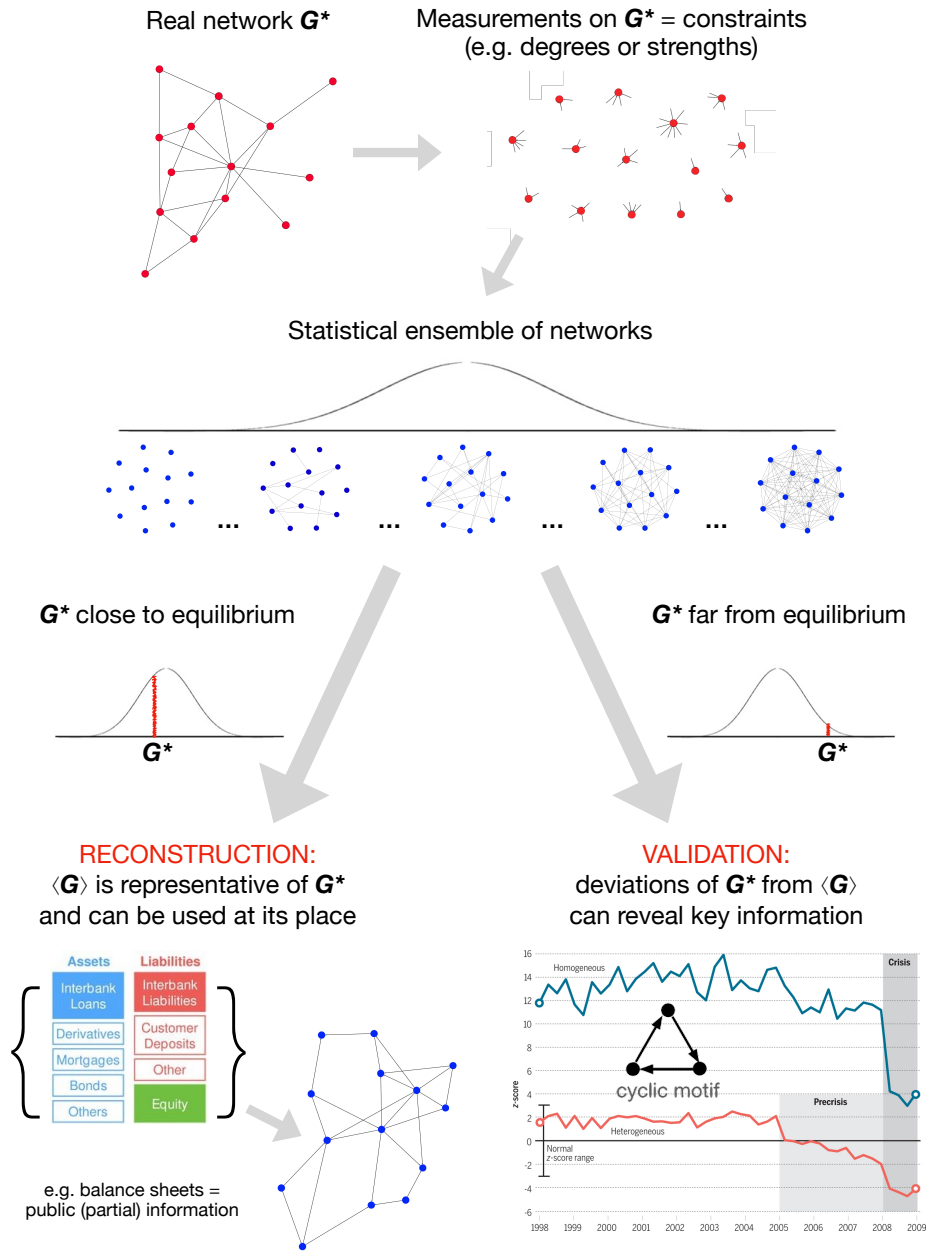 Real network G*
Measurements on G* = constraints
(e.g. degrees or strengths)
Statistical ensemble of networks
... ... ... ...
G* close to equilibrium
G* far from equilibrium
G*
G*
RECONSTRUCTION:
⟨G⟩ is representative of G*
and can be used at its place
VALIDATION:
deviations of G* from ⟨G⟩
can reveal key information
Assets
Liabilities
Interbank
Loans
Interbank
Liabilities
Derivatives
Customer
Deposits
Mortgages
Other
Bonds
Equity
Others
e.g. balance sheets =
public (partial) information
16
14
12
10
8
6
4
2
0
-2
-4
-6
z-score
Homogeneous
Crisis
cyclic motif
Precrisis
Heterogeneous
Normal
z-score range
1998 1999 2000 2001 2002 2003 2004 2005 2006 2007 2008 2009